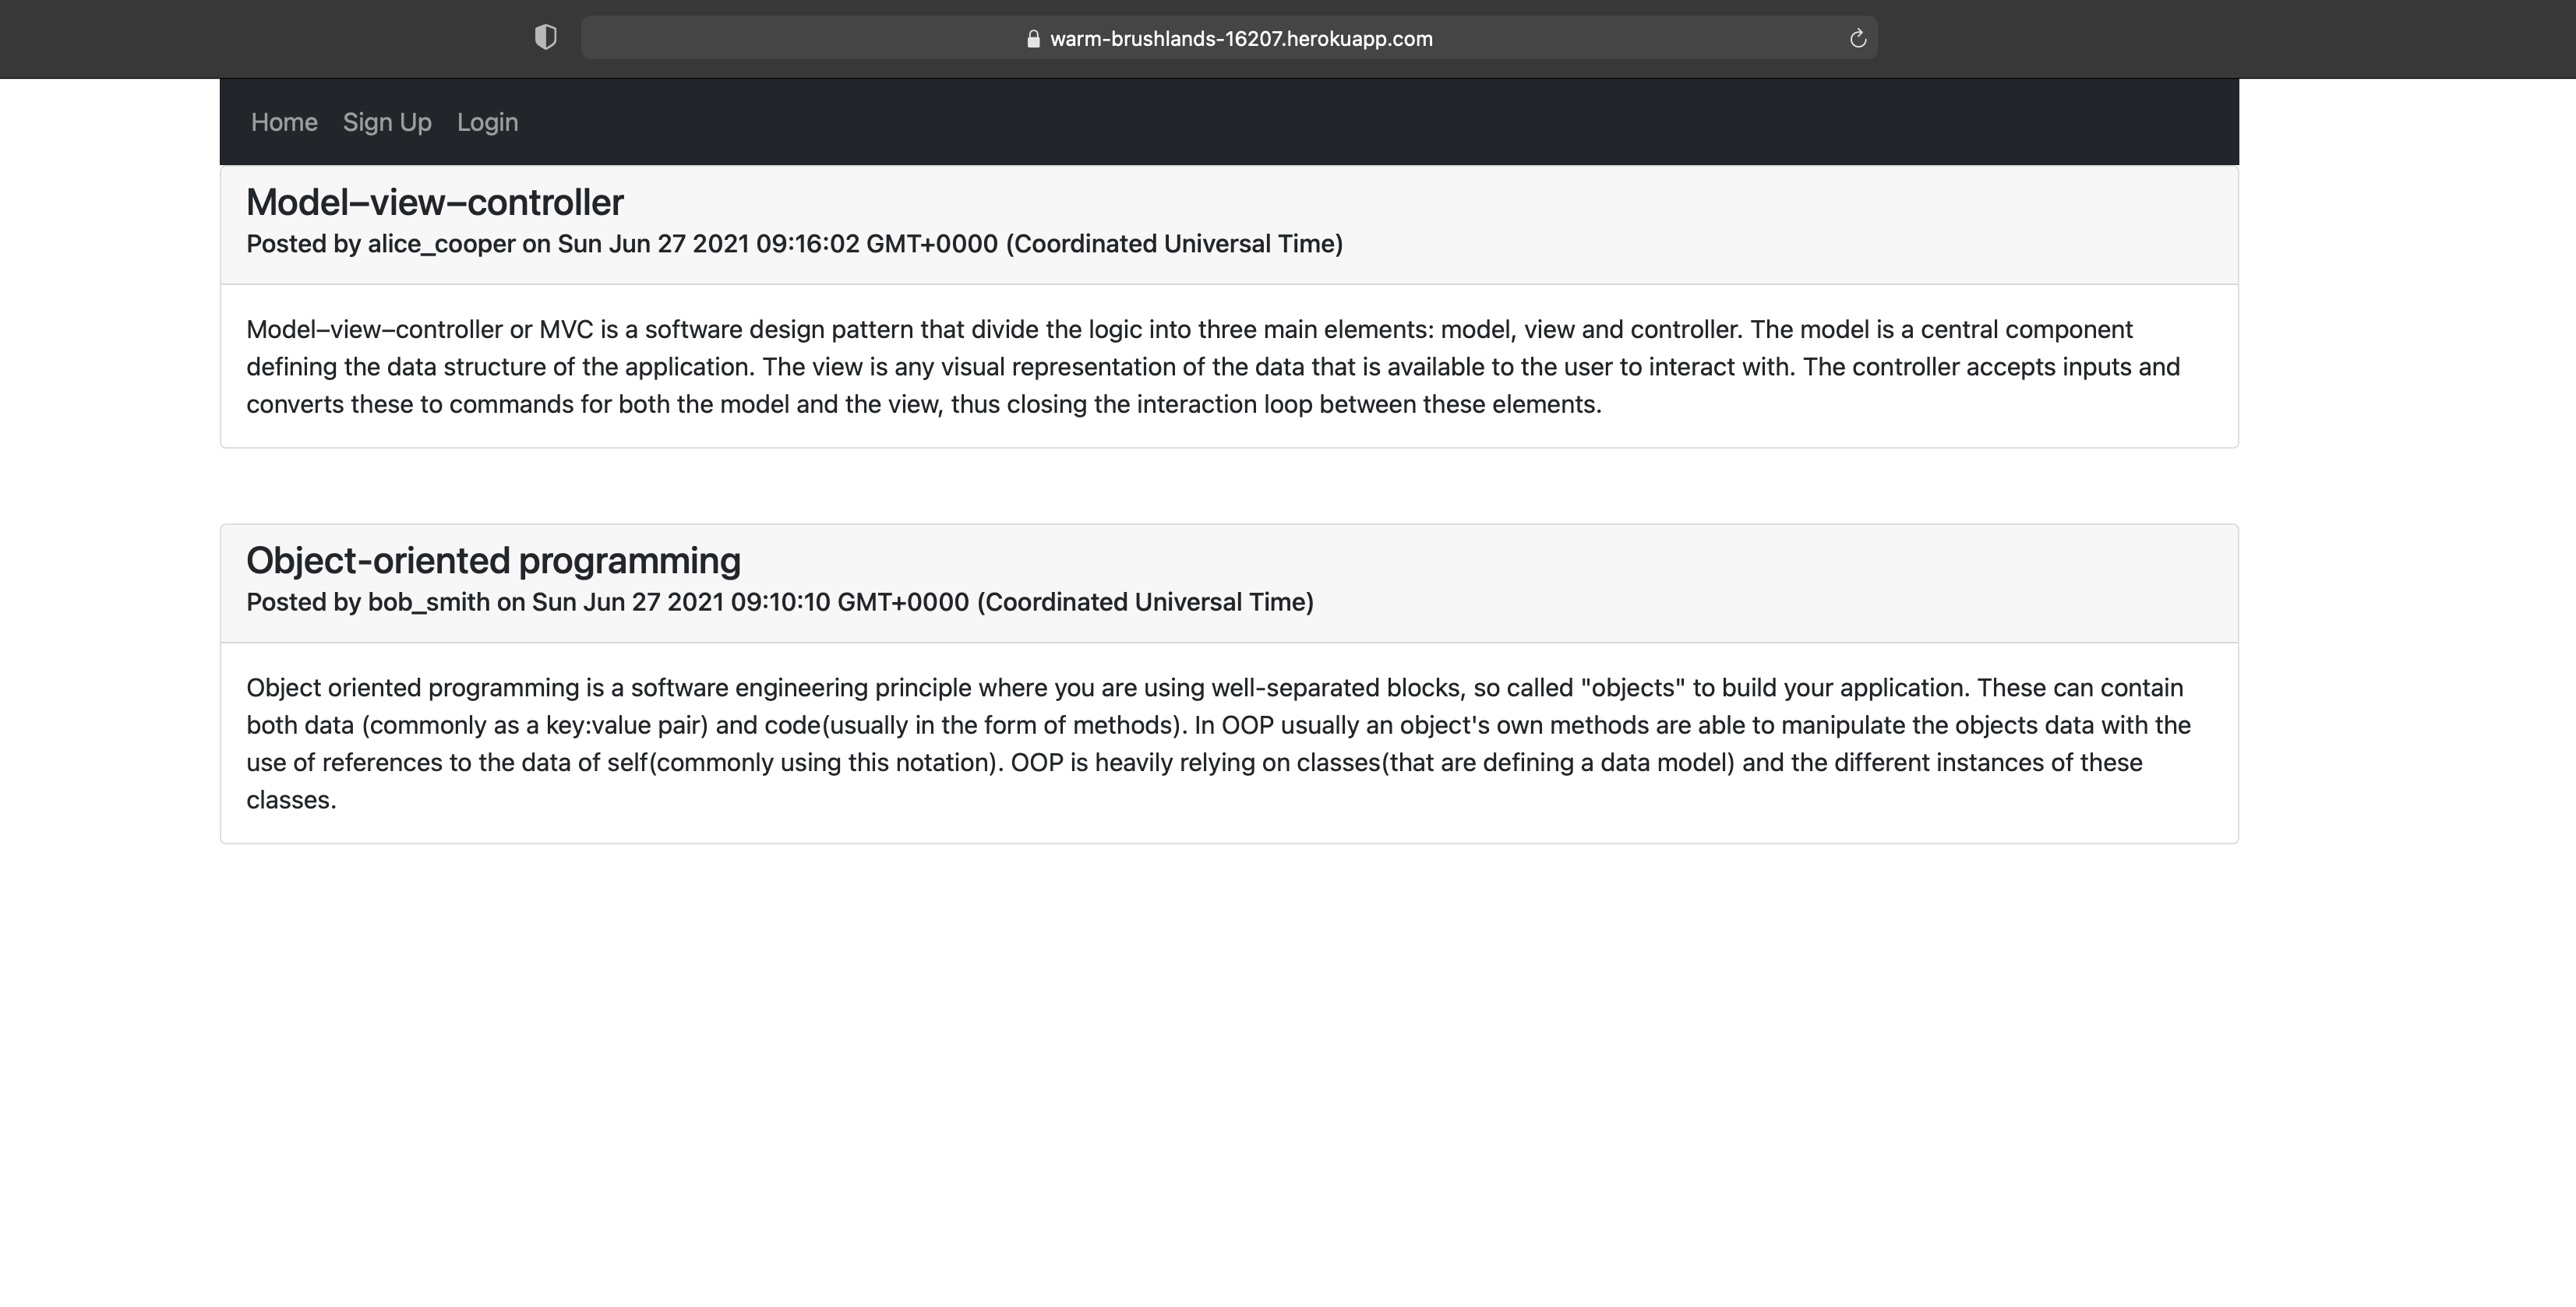 warm-brushlands-16207.herokuapp.com
Home Sign Up Login
Model–view–controller
Posted by alice_cooper on Sun Jun 27 2021 09:16:02 GMT+0000 (Coordinated Universal Time)
Model–view–controller or MVC is a software design pattern that divide the logic into three main elements: model, view and controller. The model is a central component
defining the data structure of the application. The view is any visual representation of the data that is available to the user to interact with. The controller accepts inputs and
converts these to commands for both the model and the view, thus closing the interaction loop between these elements.
Object-oriented programming
Posted by bob_smith on Sun Jun 27 2021 09:10:10 GMT+0000 (Coordinated Universal Time)
Object oriented programming is a software engineering principle where you are using well-separated blocks, so called "objects" to build your application. These can contain
both data (commonly as a key:value pair) and code(usually in the form of methods). In OOP usually an object's own methods are able to manipulate the objects data with the
use of references to the data of self(commonly using this notation). OOP is heavily relying on classes(that are defining a data model) and the different instances of these
classes.